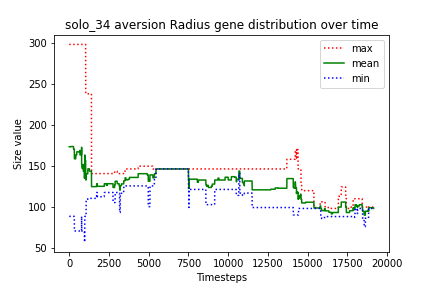 solo_34 aversion Radius gene distribution over time
max
mean
min
Size value
300
250
200
150
100
50
0 2500 5000 7500 10000 12500 15000 17500 20000
Timesteps